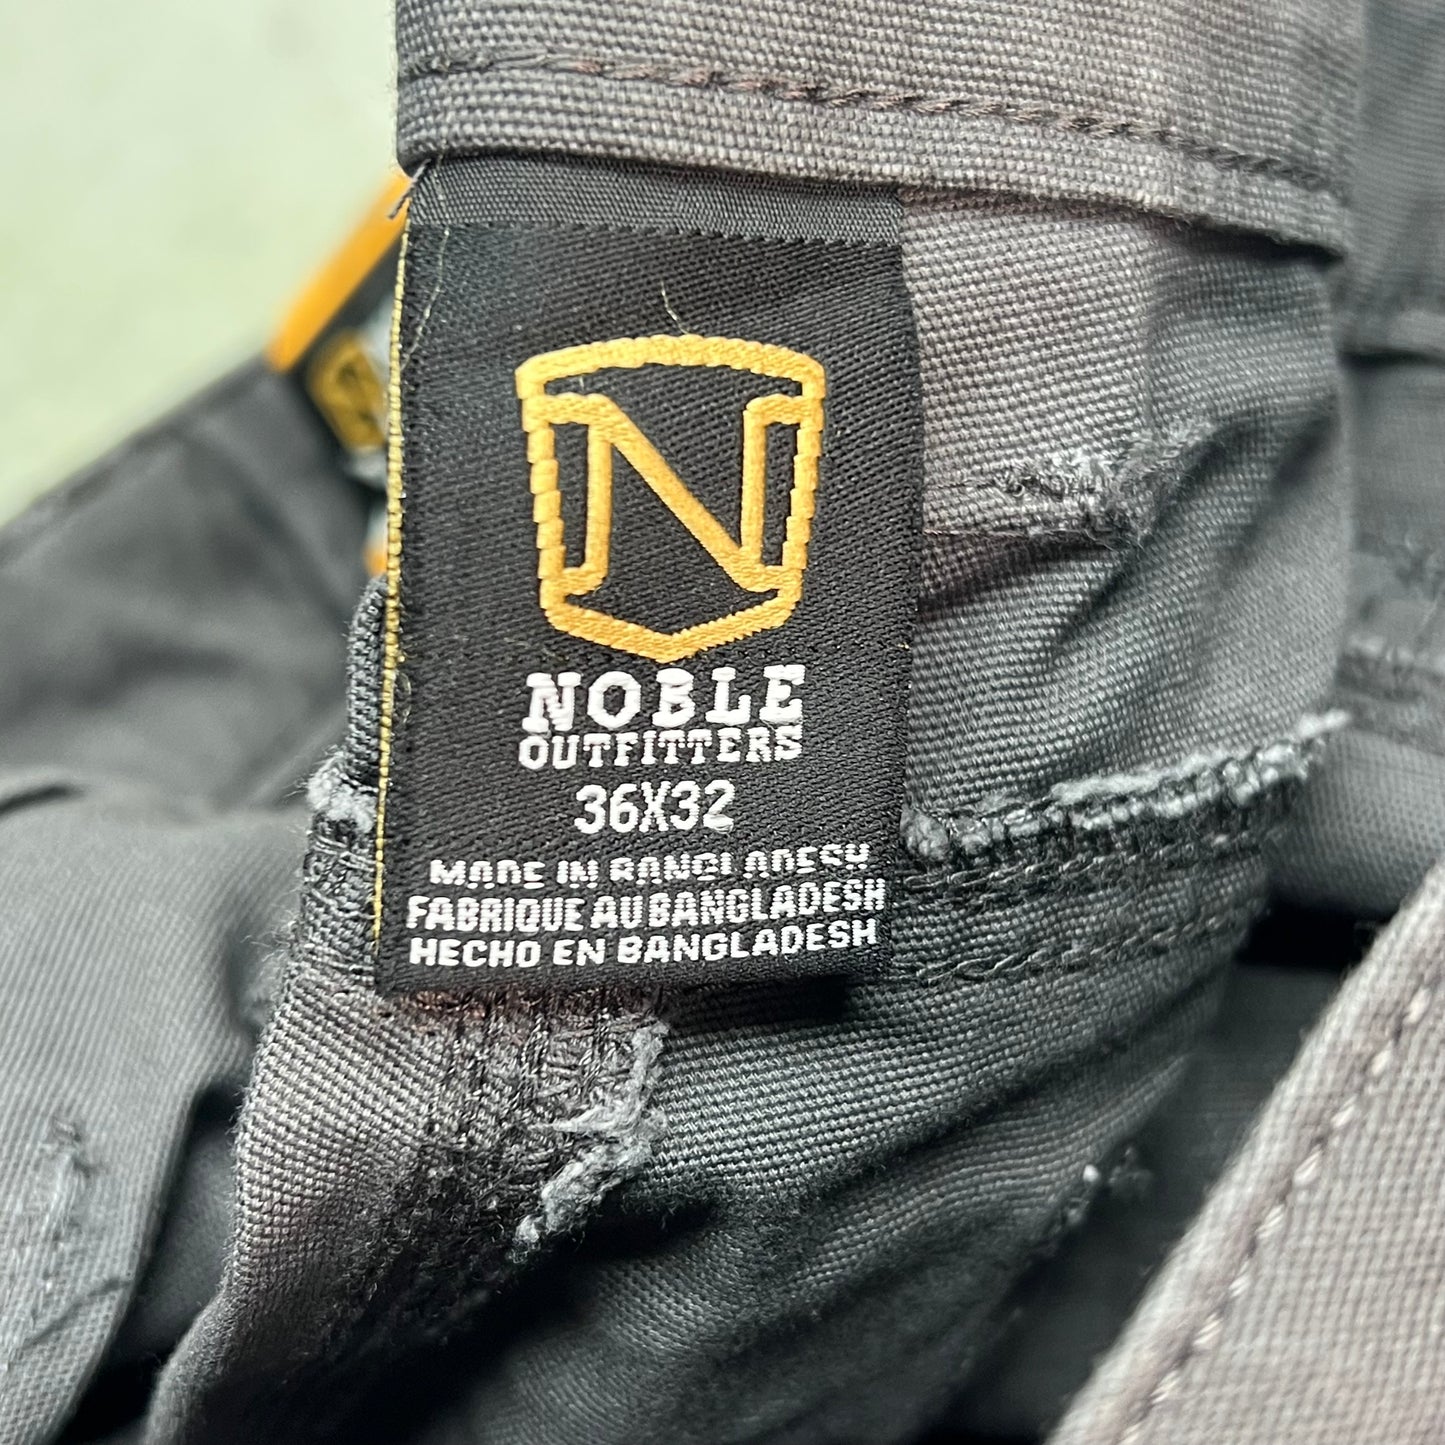 N
NOBLE
OUTFITTERS
36X32
MADE IN BANGLADESH
FABRIQUE AU BANGLADESH
HECHO EN BANGLADESH